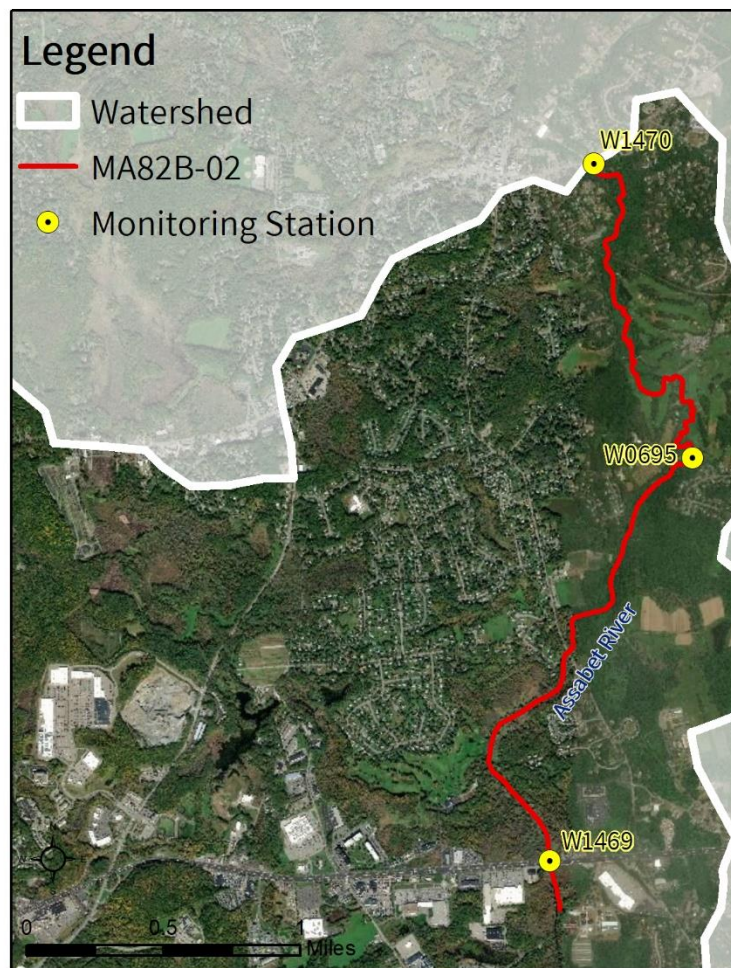 Legend
Watershed
MA82B-02
Monitoring Station
W1470
W0695
Assabet River
W1469
0 0.5 1
Miles